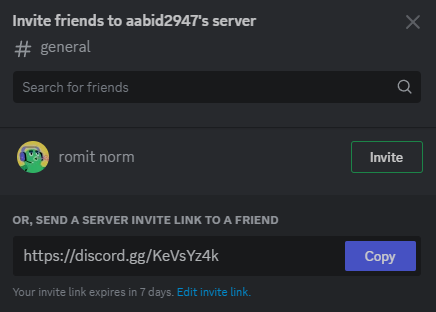 Invite friends to aabid2947's server
# general
Search for friends
romit norm
Invite
OR, SEND A SERVER INVITE LINK TO A FRIEND
https://discord.gg/KeVsYz4k
Copy
Your invite link expires in 7 days. Edit invite link.